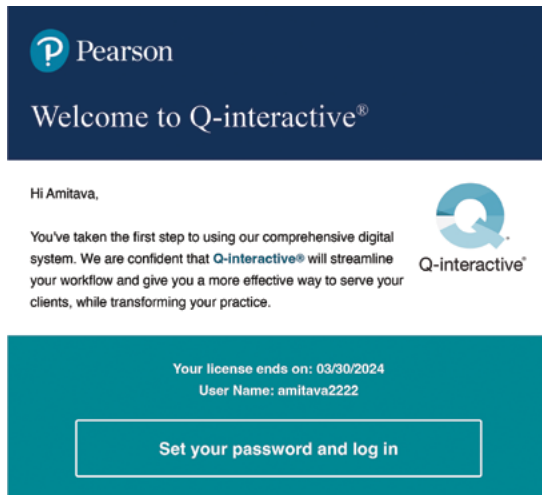 Pearson
Welcome to Q-interactive®
Hi Amitava,
You've taken the first step to using our comprehensive digital
system. We are confident that Q-interactive® will streamline
your workflow and give you a more effective way to serve your
clients, while transforming your practice.
Q-interactive®
Your license ends on: 03/30/2024
User Name: amitava2222
Set your password and log in